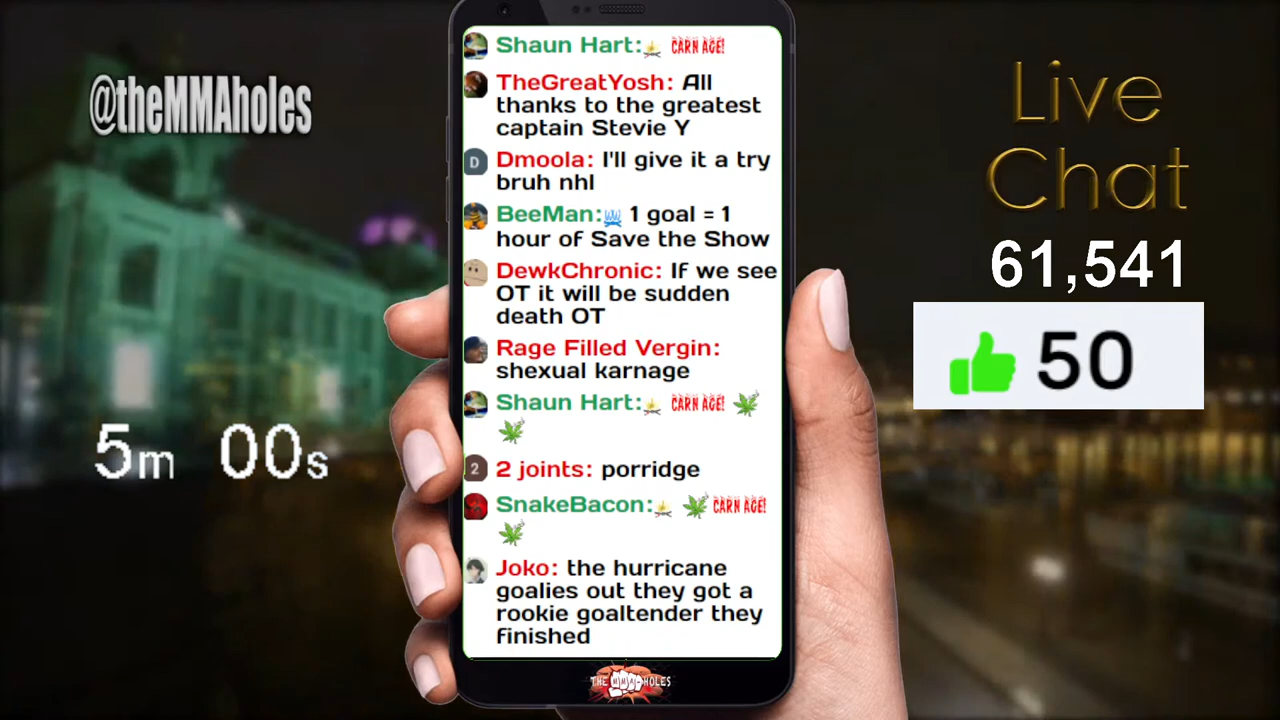 @theMMAholes
Live
Chat
61,541
50
5m 00s
Shaun Hart: CARNAGE!
TheGreatYosh: All
thanks to the greatest
captain Stevie Y
D
Dmoola: I'll give it a try
bruh nhl
BeeMan: 1 goal = 1
hour of Save the Show
DewkChronic: If we see
OT it will be sudden
death OT
Rage Filled Vergin:
shexual karnage
Shaun Hart: CARNAGE!
2
2 joints: porridge
SnakeBacon: CARNAGE!
Joko: the hurricane
goalies out they got a
rookie goaltender they
finished
THE MMA-HOLES